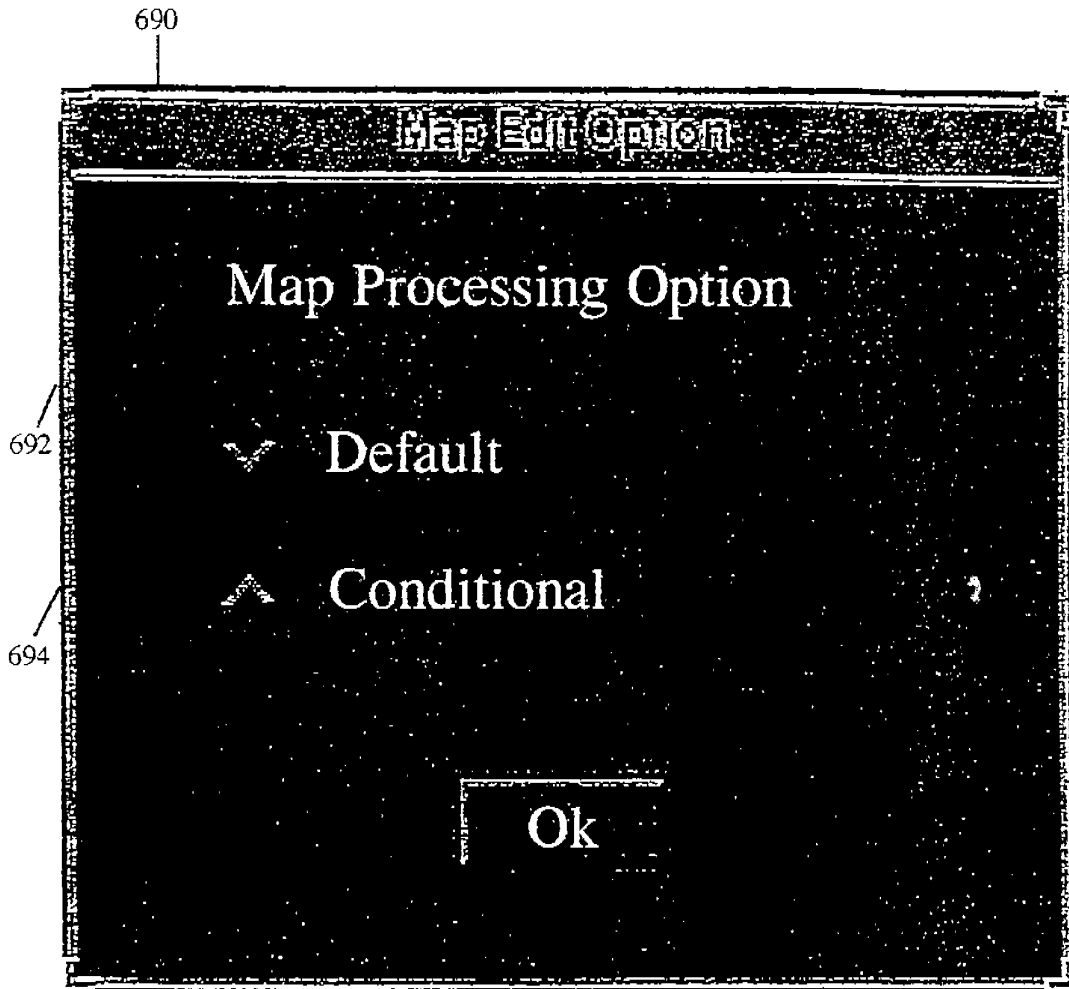 690
Map Edit Option
Map Processing Option
692
Default
Conditional
694
Ok